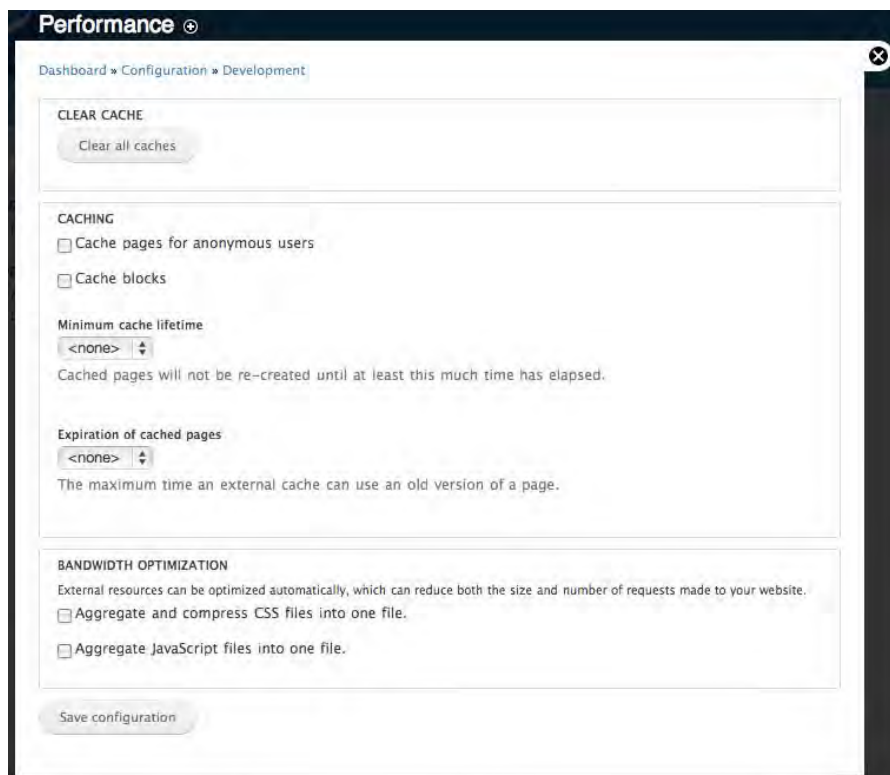 Performance
Dashboard » Configuration » Development
CLEAR CACHE
Clear all caches
CACHING
Cache pages for anonymous users
Cache blocks
Minimum cache lifetime
<none>
Cached pages will not be re-created until at least this much time has elapsed.
Expiration of cached pages
<none>
The maximum time an external cache can use an old version of a page.
BANDWIDTH OPTIMIZATION
External resources can be optimized automatically, which can reduce both the size and number of requests made to your website.
Aggregate and compress CSS files into one file.
Aggregate JavaScript files into one file.
Save configuration